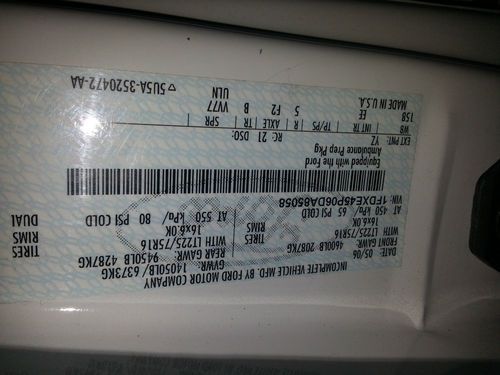 INCOMPLETE VEHICLE MFD. BY FORD MOTOR COMPANY
DATE: 05/06 GVWR: 14050LB/ 6373KG
FRONT GAWR: 4600LB 2087KG REAR GAWR: 9450LB 4287KG
LT225/75R16 TIRES WITH LT225/75R16 TIRES
16x6.0K RIMS 16x6.0K RIMS
AT 450 kPa/ 65 PSI COLD AT 550 kPa/ 80 PSI COLD DUAL
VIN: 1FDXE45P06DA85058
Equipped with the Ford
Ambulance Prep Pkg
EXT PNT: YZ RC: 21 DSO:
WB INT TR TP/PS R AXLE TR SPR
158 EE 5 F2 B VV77
MADE IN U.S.A. ULN
5U5A-3520472-AA